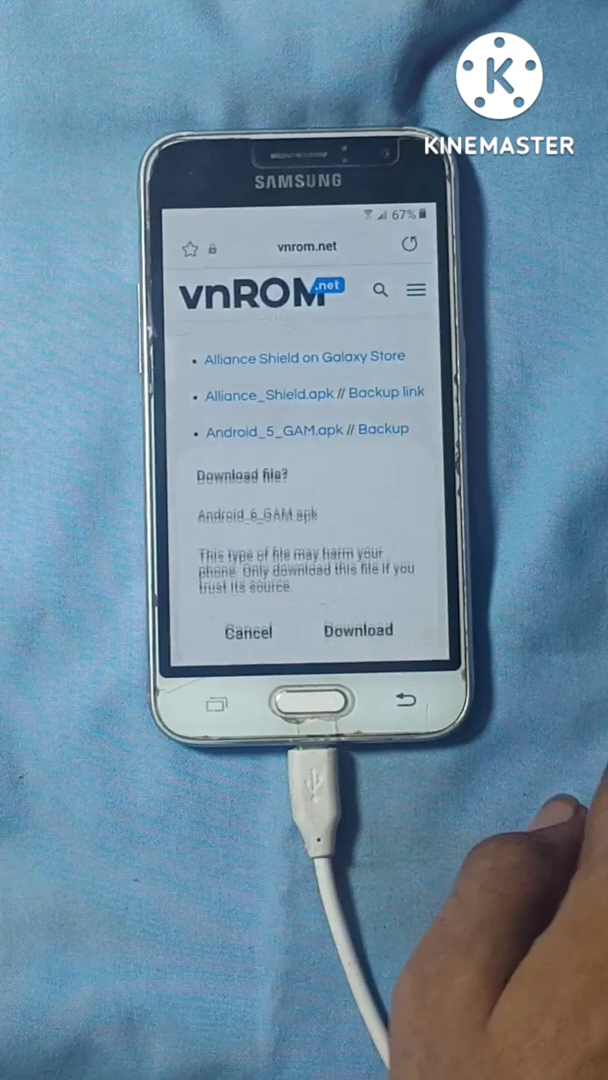 K
KINEMASTER
SAMSUNG
67%
vnrom.net
vnROM.net
Alliance Shield on Galaxy Store
Alliance_Shield.apk // Backup link
Android_5_GAM.apk // Backup
Download file?
Android_6_GAM.apk
This type of file may harm your
phone. Only download this file if you
trust its source.
Cancel Download